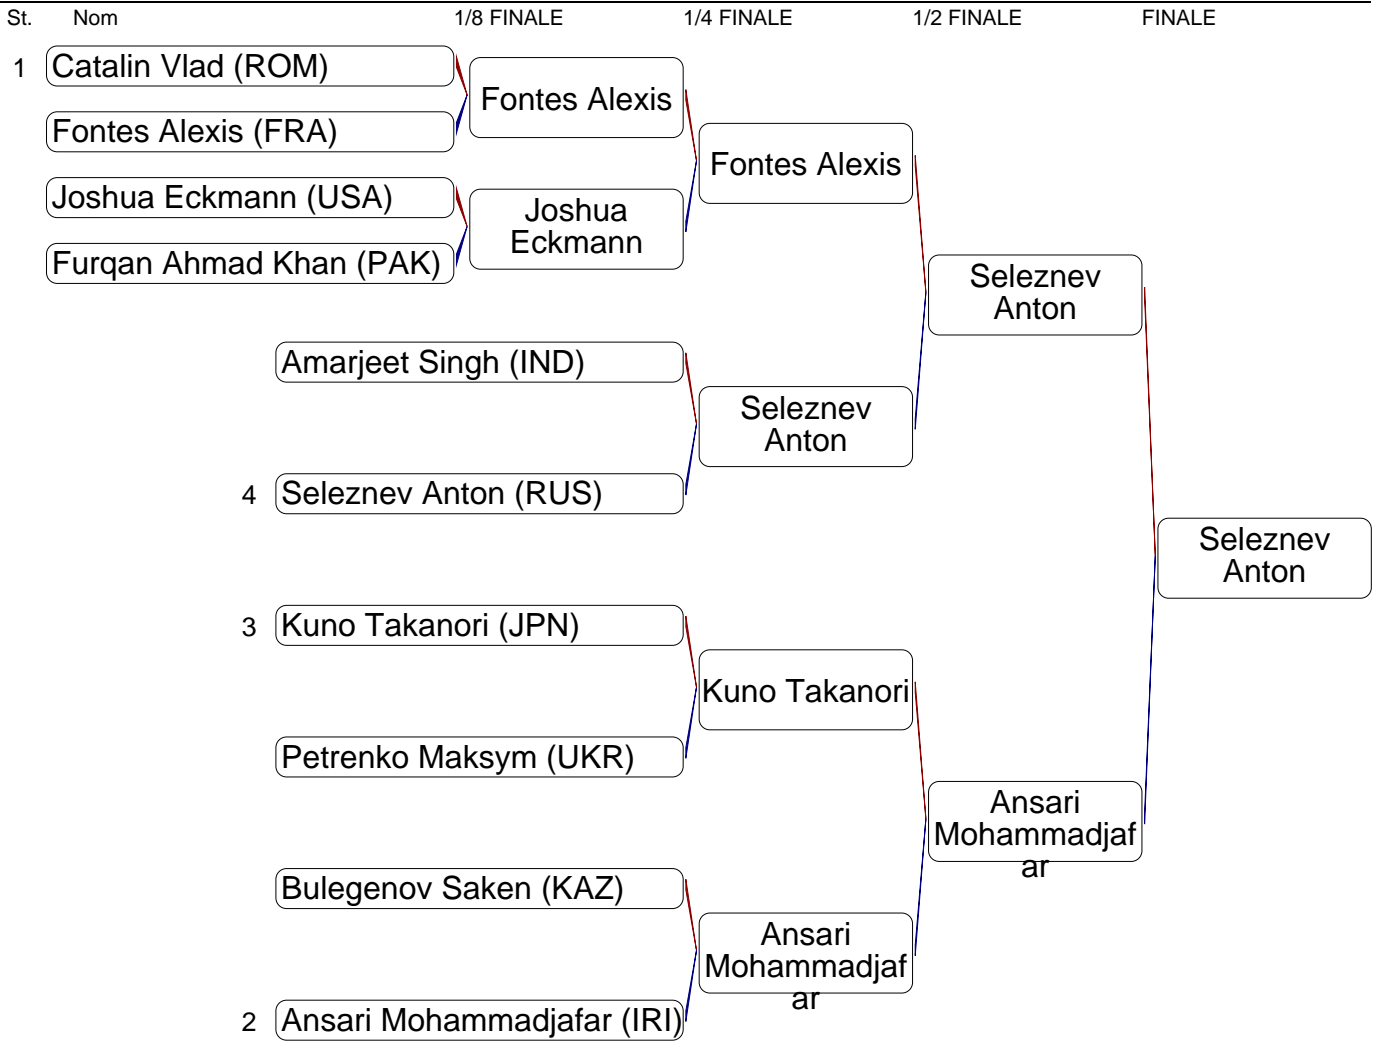 St. Nom 1/8 FINALE 1/4 FINALE 1/2 FINALE FINALE
1 Catalin Vlad (ROM)
Fontes Alexis (FRA)
Joshua Eckmann (USA)
Furqan Ahmad Khan (PAK)
Amarjeet Singh (IND)
4 Seleznev Anton (RUS)
3 Kuno Takanori (JPN)
Petrenko Maksym (UKR)
Bulegenov Saken (KAZ)
2 Ansari Mohammadjafar (IRI)
Fontes Alexis
Joshua
Eckmann
Fontes Alexis
Seleznev
Anton
Kuno Takanori
Ansari
Mohammadjaf
ar
Seleznev
Anton
Ansari
Mohammadjaf
ar
Seleznev
Anton